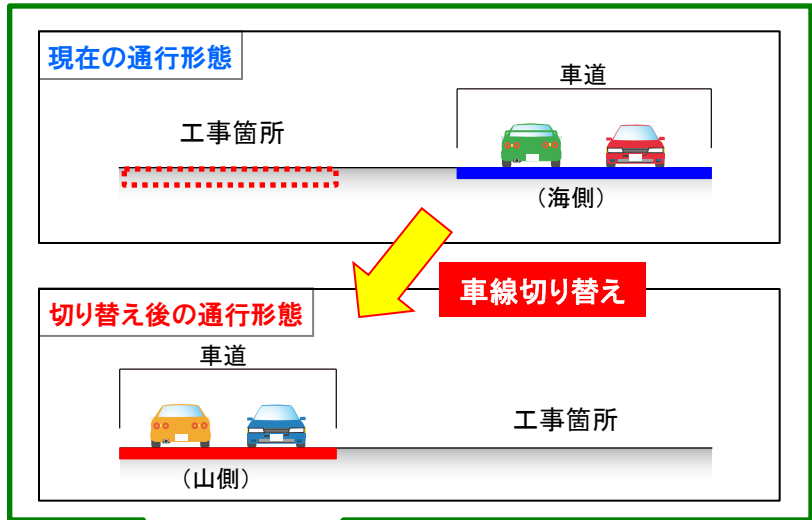 現在の通行形態
車道
工事箇所
（海側）
車線切り替え
切り替え後の通行形態
車道
工事箇所
（山側）